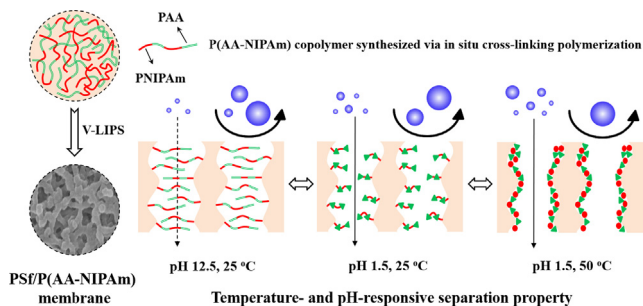 PAA
P(AA-NIPAm) copolymer synthesized via in situ cross-linking polymerization
PNIPAm
V-LIPS
pH 12.5, 25 °C
pH 1.5, 25 °C
pH 1.5, 50 °C
PSf/P(AA-NIPAm)
membrane
Temperature- and pH-responsive separation property